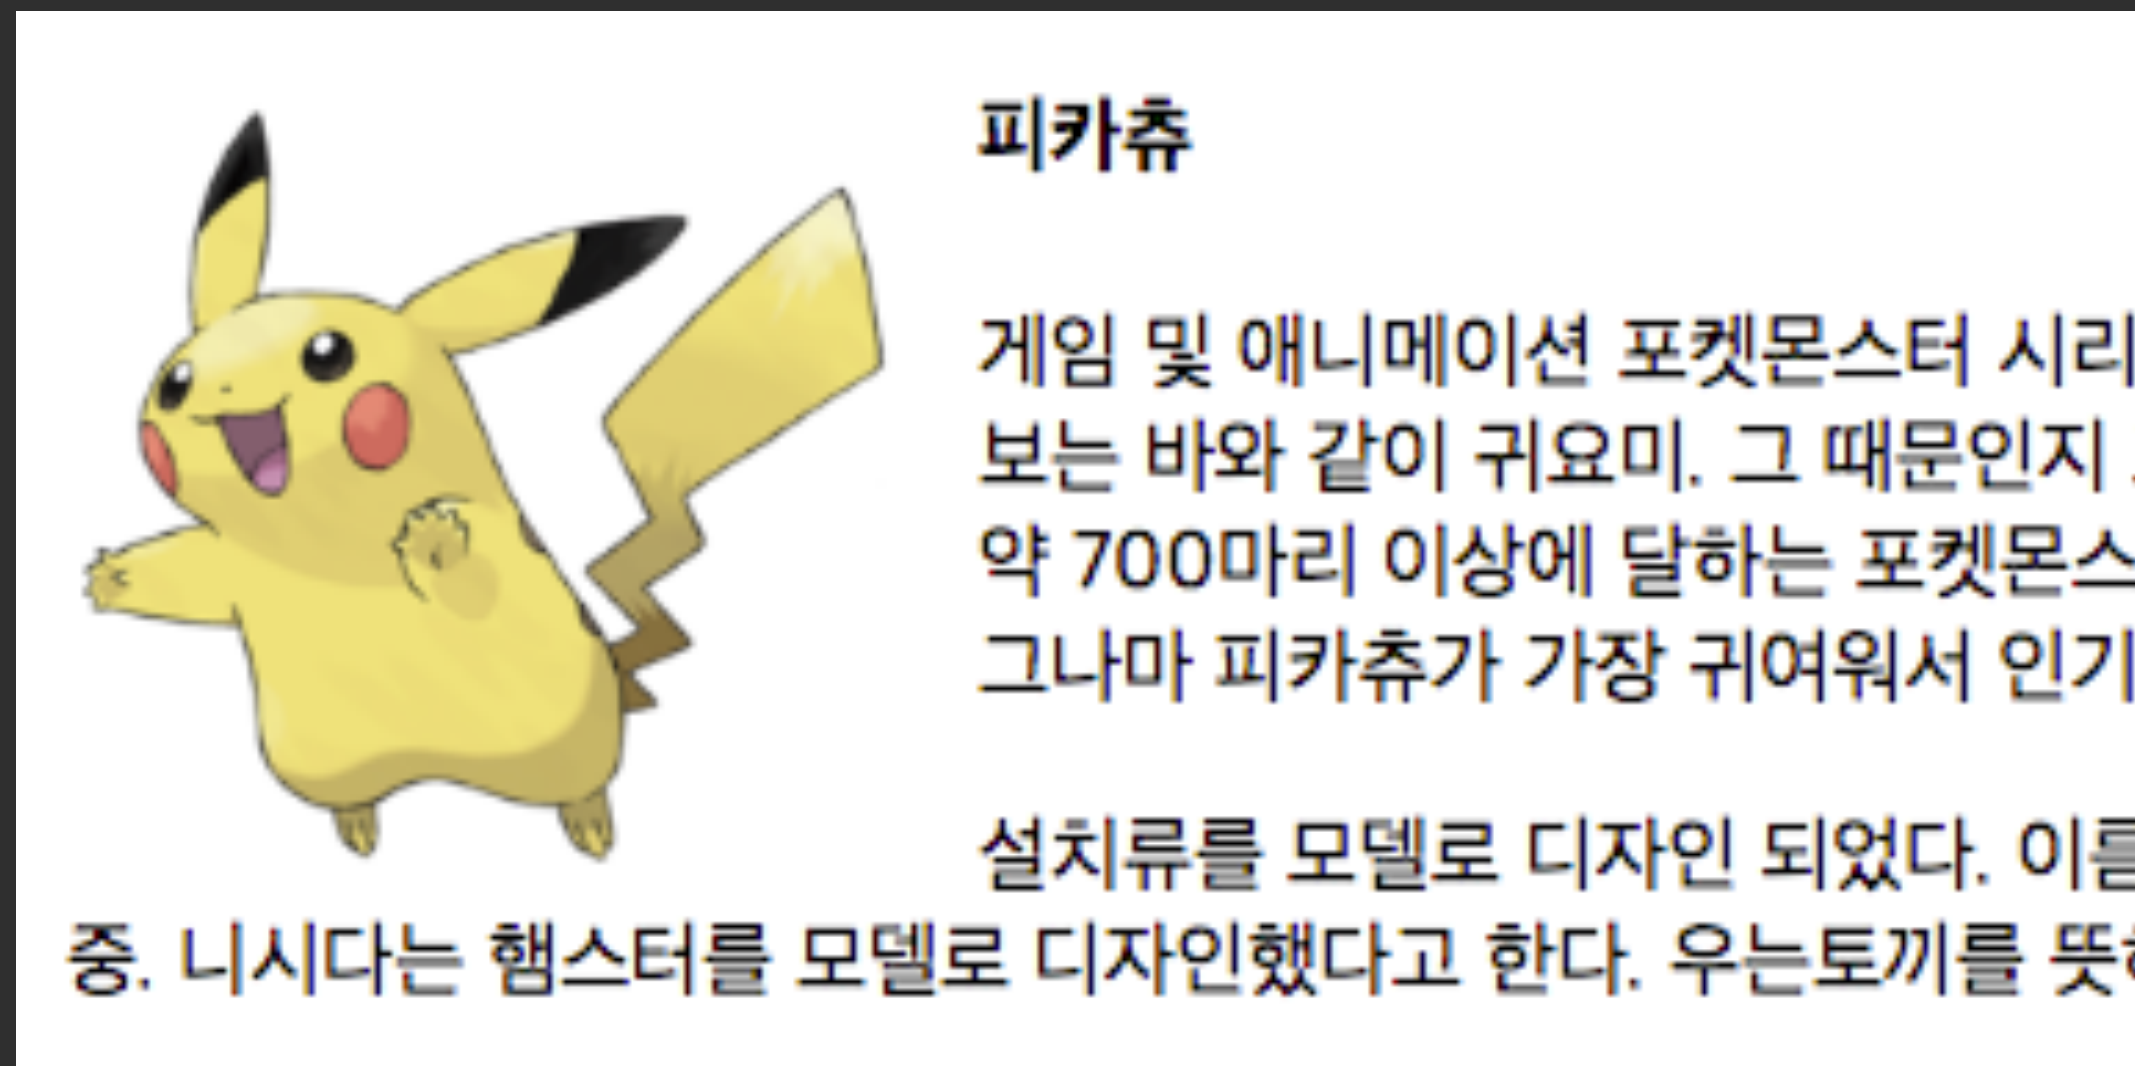 피카츄
게임 및 애니메이션 포켓몬스터 시리
보는 바와 같이 귀요미. 그 때문인지
약 700마리 이상에 달하는 포켓몬스
그나마 피카츄가 가장 귀여워서 인기
설치류를 모델로 디자인 되었다. 이름
중. 니시다는 햄스터를 모델로 디자인했다고 한다. 우는토끼를